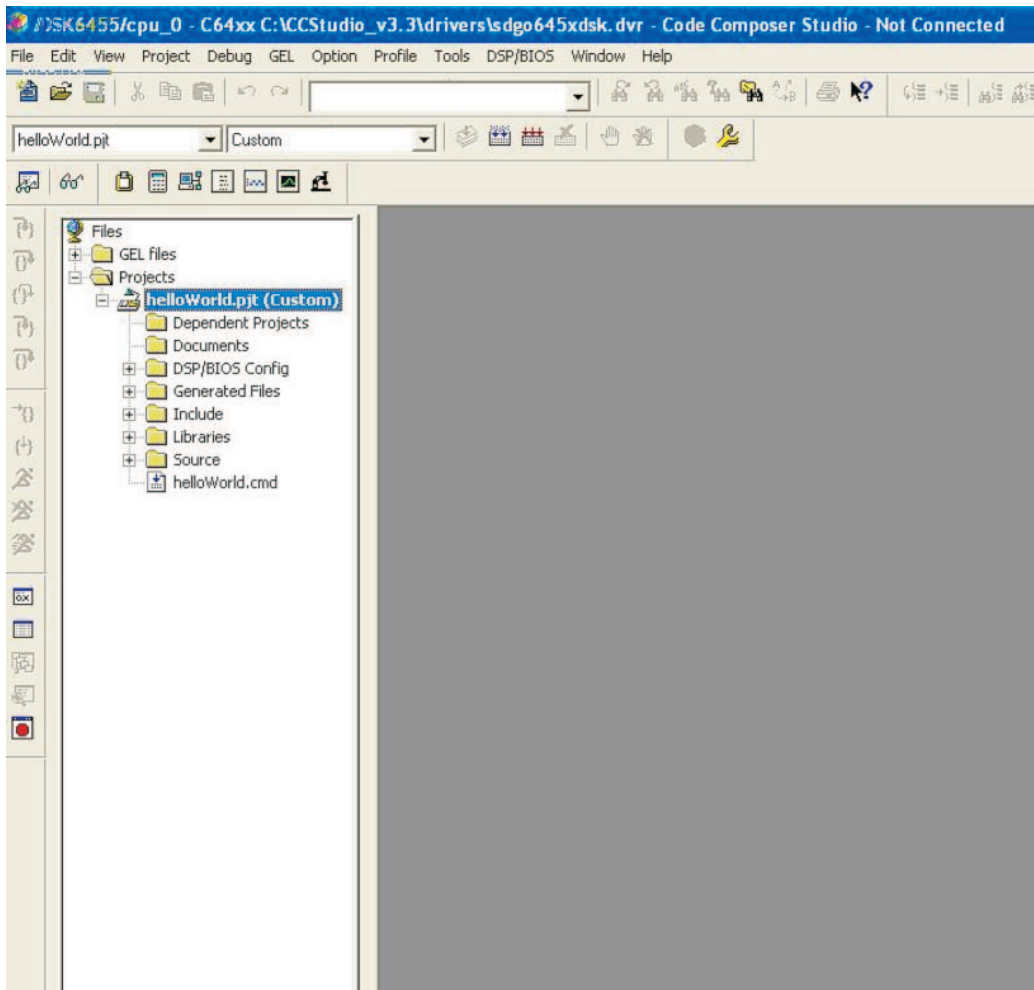 /DSK6455/cpu_0 - C64xx C:\CCStudio_v3.3\drivers\sdgo645xdsk.dvr - Code Composer Studio - Not Connected
File Edit View Project Debug GEL Option Profile Tools DSP/BIOS Window Help
helloWorld.pjt Custom
Files
GEL files
Projects
helloWorld.pjt (Custom)
Dependent Projects
Documents
DSP/BIOS Config
Generated Files
Include
Libraries
Source
helloWorld.cmd